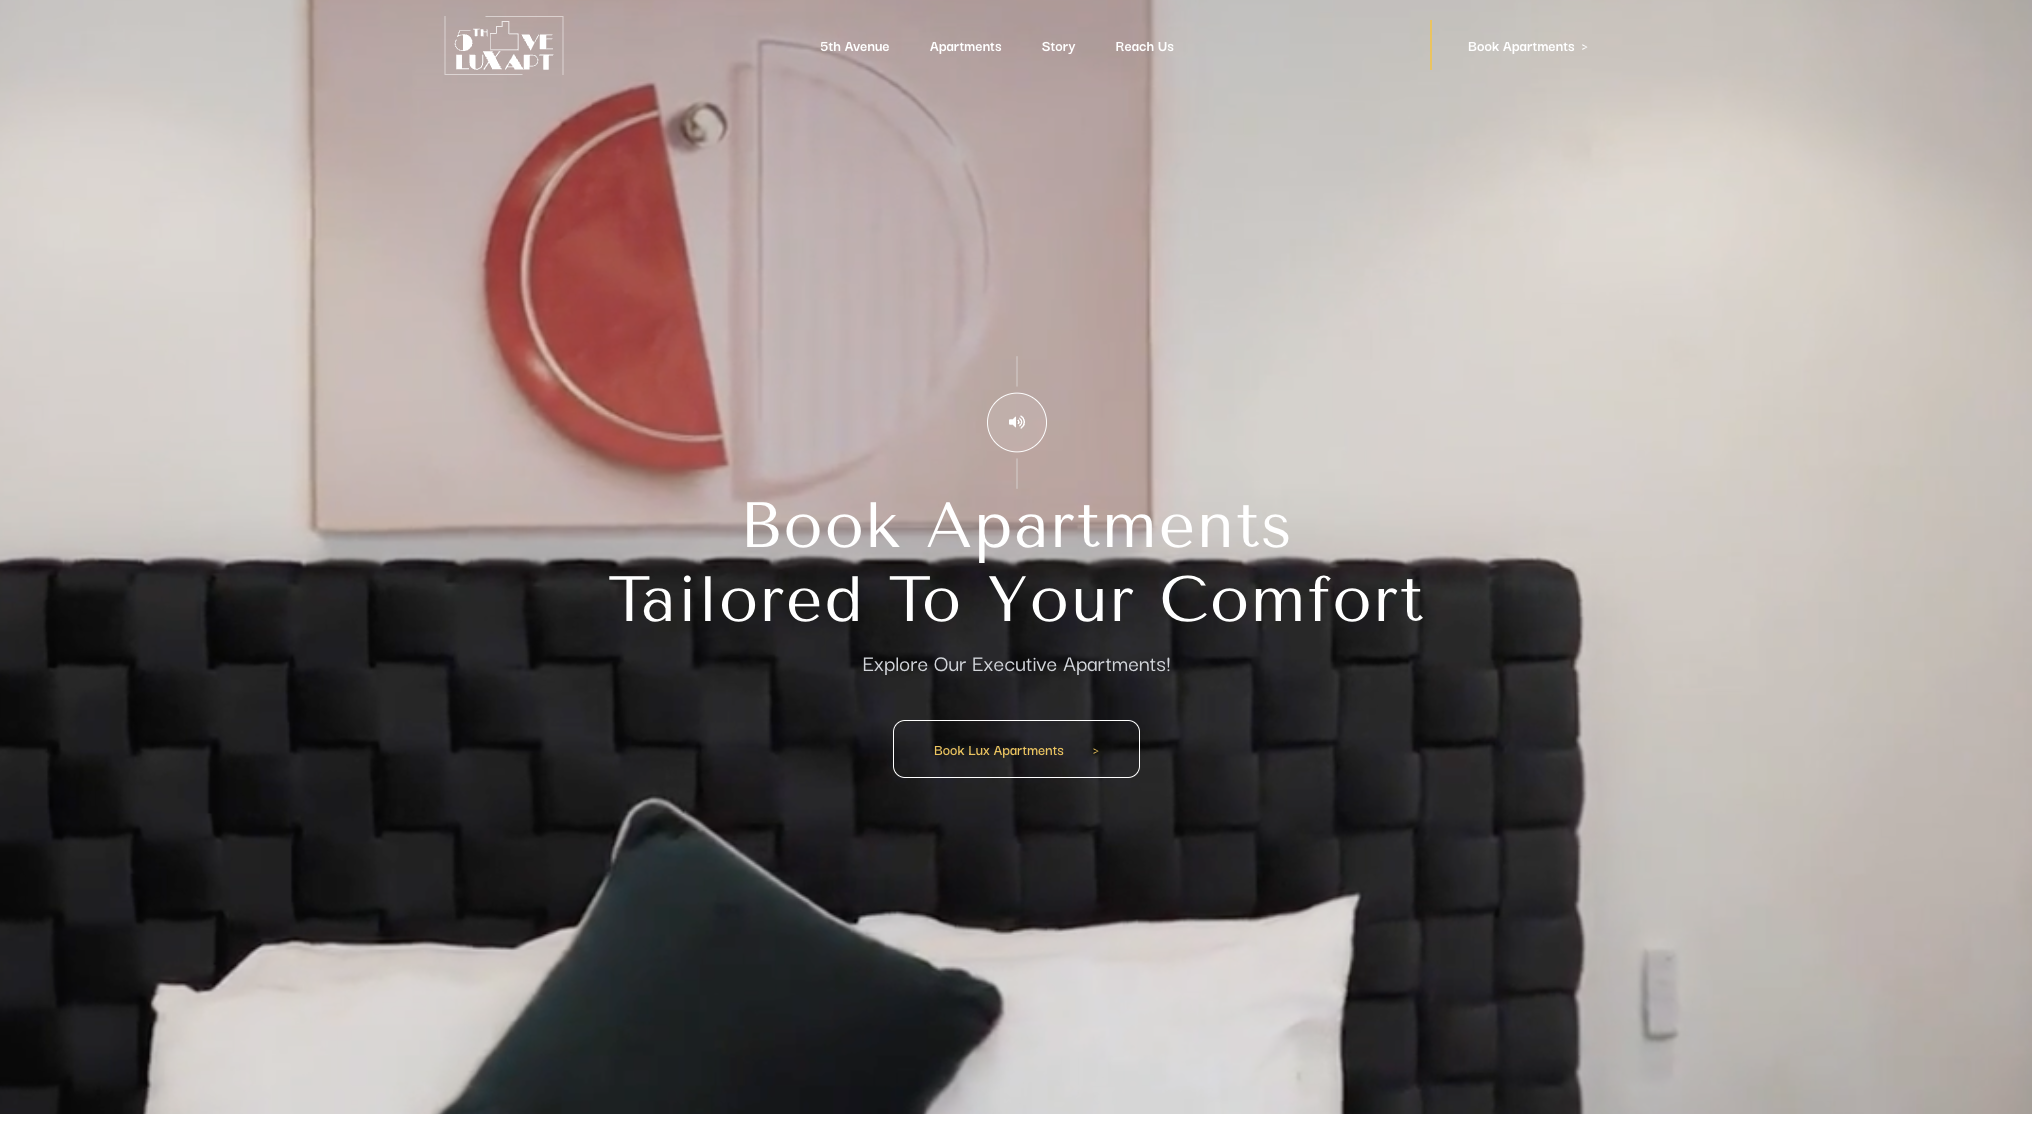 5TH AVE
LUXAPT
5th Avenue
Apartments
Story
Reach Us
Book Apartments >
Book Apartments
Tailored To Your Comfort
Explore Our Executive Apartments!
Book Lux Apartments >